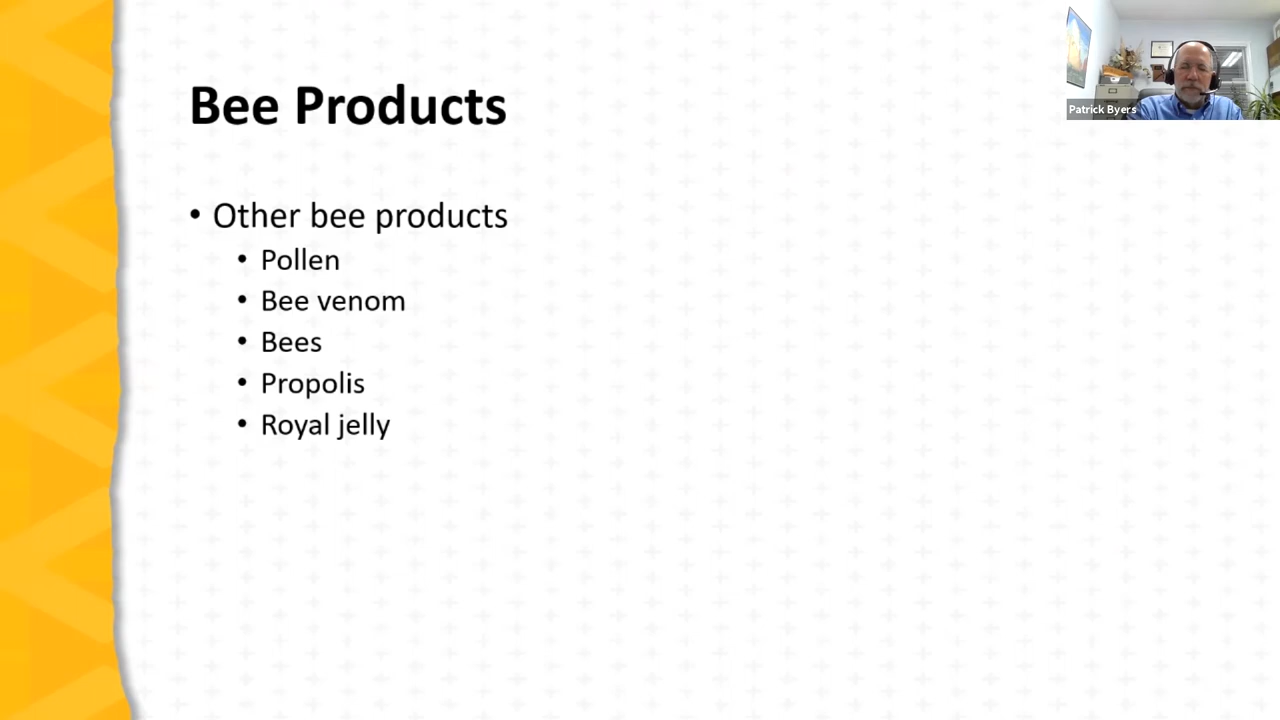 Bee Products
Patrick Byers
• Other bee products
• Pollen
• Bee venom
• Bees
• Propolis
• Royal jelly